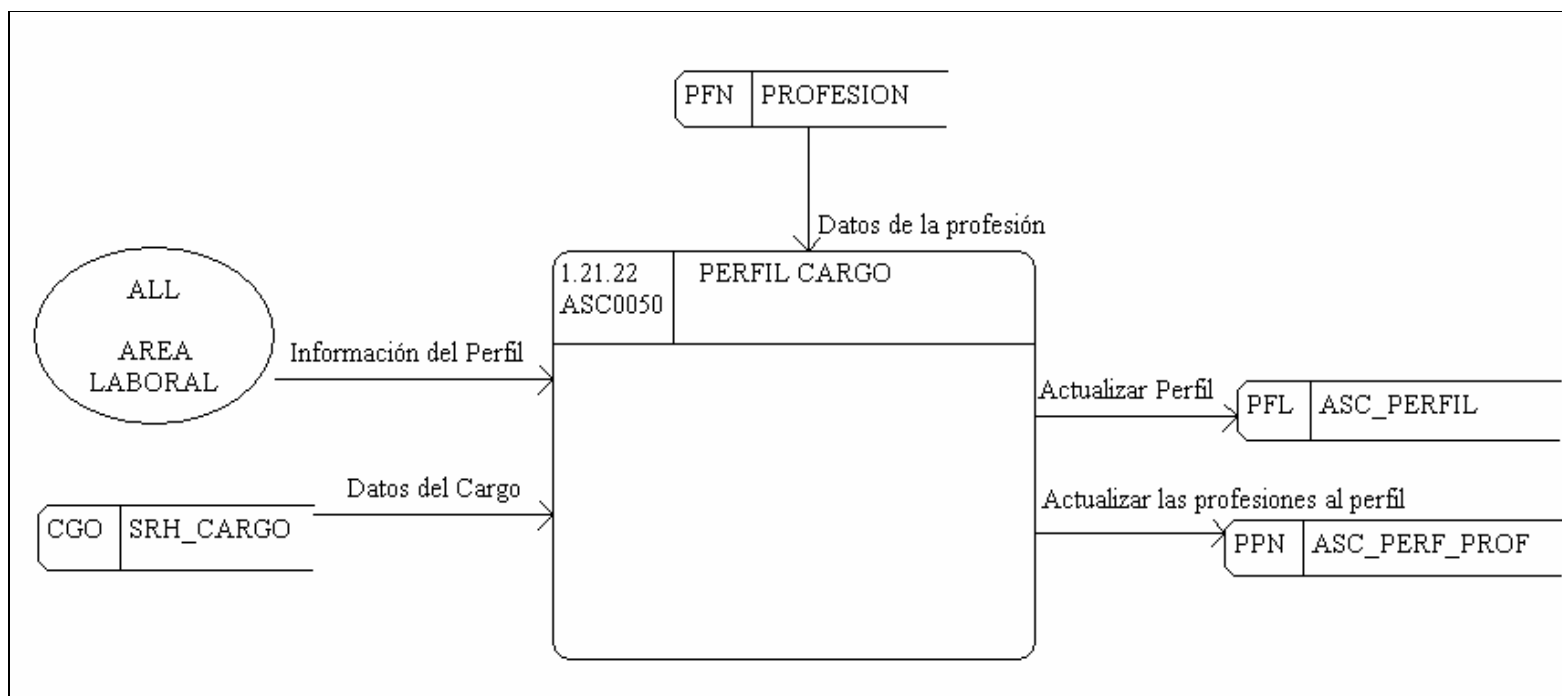 PFN PROFESION
Datos de la profesión
1.21.22 PERFIL CARGO
ASC0050
ALL
AREA
LABORAL
Información del Perfil
Datos del Cargo
CGO SRH_CARGO
Actualizar Perfil
PFL ASC_PERFIL
Actualizar las profesiones al perfil
PPN ASC_PERF_PROF